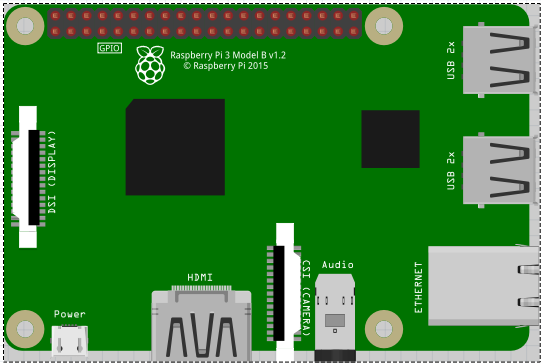 GPIO
Raspberry Pi 3 Model B v1.2
© Raspberry Pi 2015
USB 2x
DSI (DISPLAY)
USB 2x
HDMI
CSI (CAMERA)
Audio
ETHERNET
Power